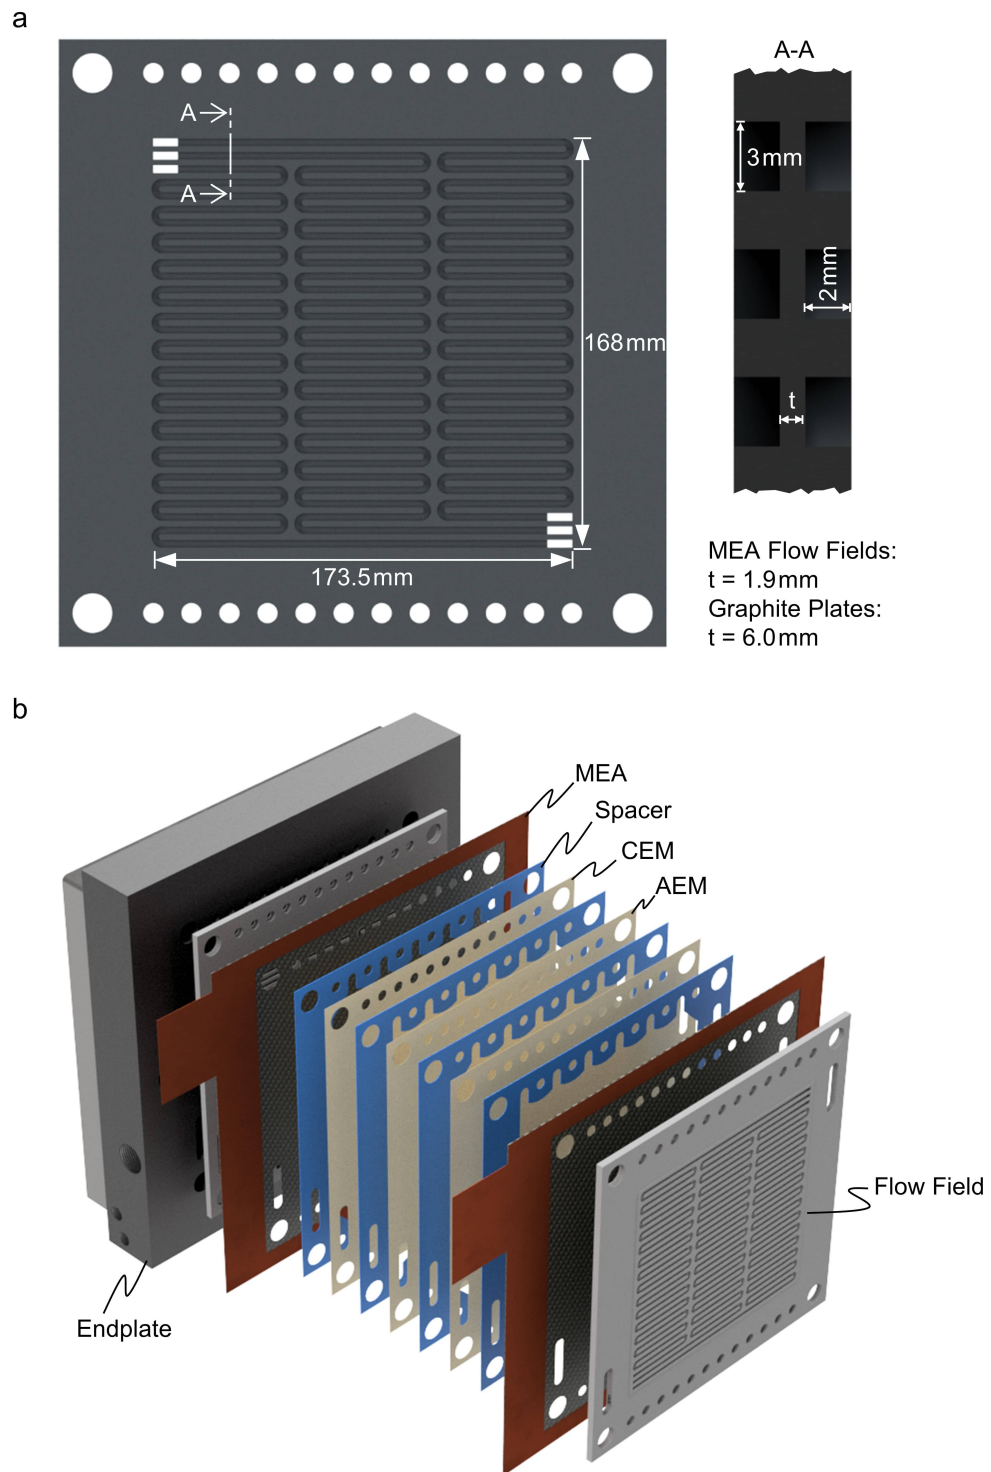 a
A-A
A
A
3mm
2mm
168mm
t
173.5mm
MEA Flow Fields:
t = 1.9mm
Graphite Plates:
t = 6.0mm
b
MEA
Spacer
CEM
AEM
Flow Field
Endplate